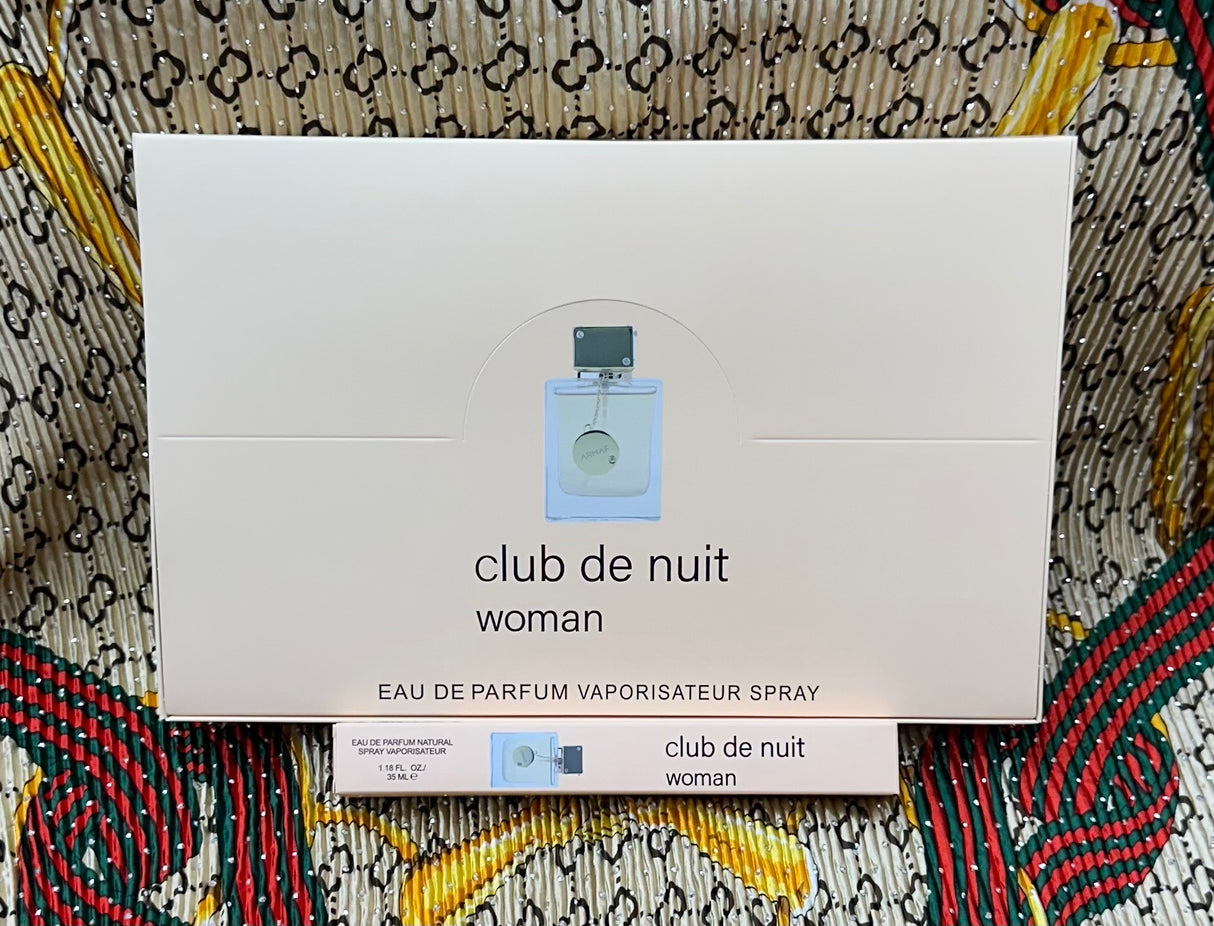 ARMAF
club de nuit
woman
EAU DE PARFUM VAPORISATEUR SPRAY
EAU DE PARFUM NATURAL
SPRAY VAPORISATEUR
1.18 FL. OZ./
35 ML ℮
club de nuit
woman